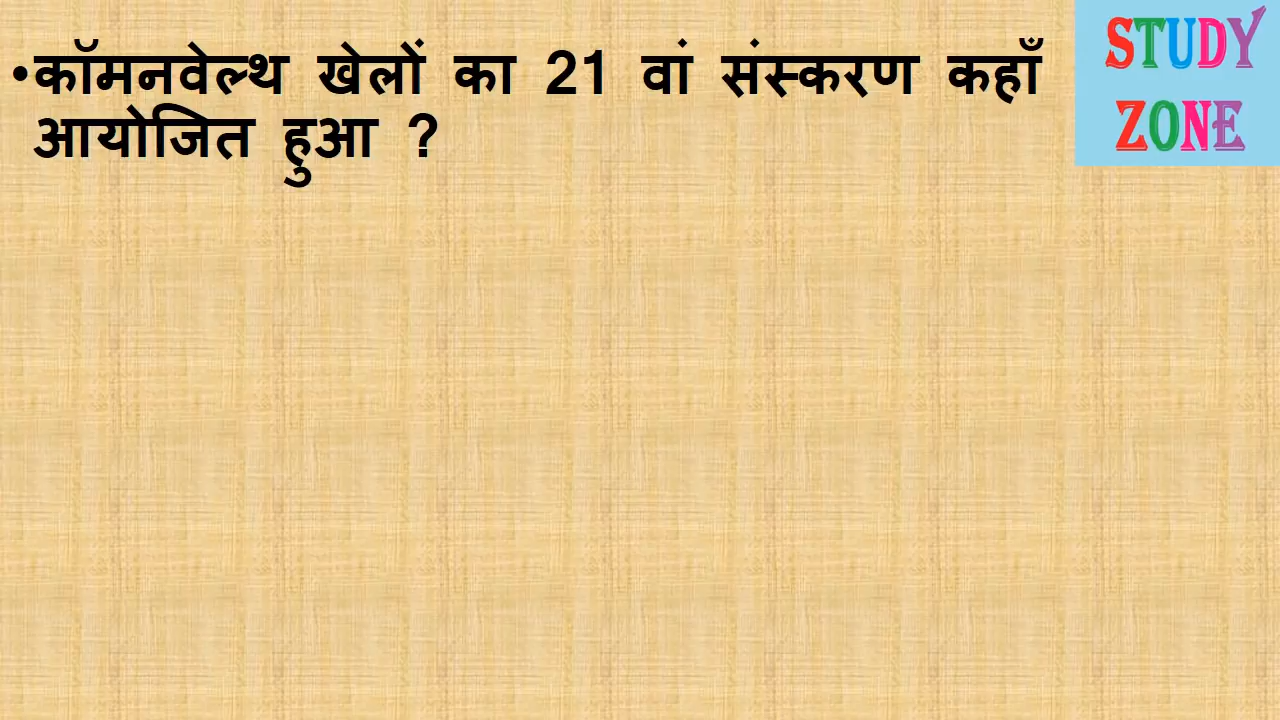 •कॉमनवेल्थ खेलों का 21 वां संस्करण कहाँ
आयोजित हुआ ?
STUDY
ZONE